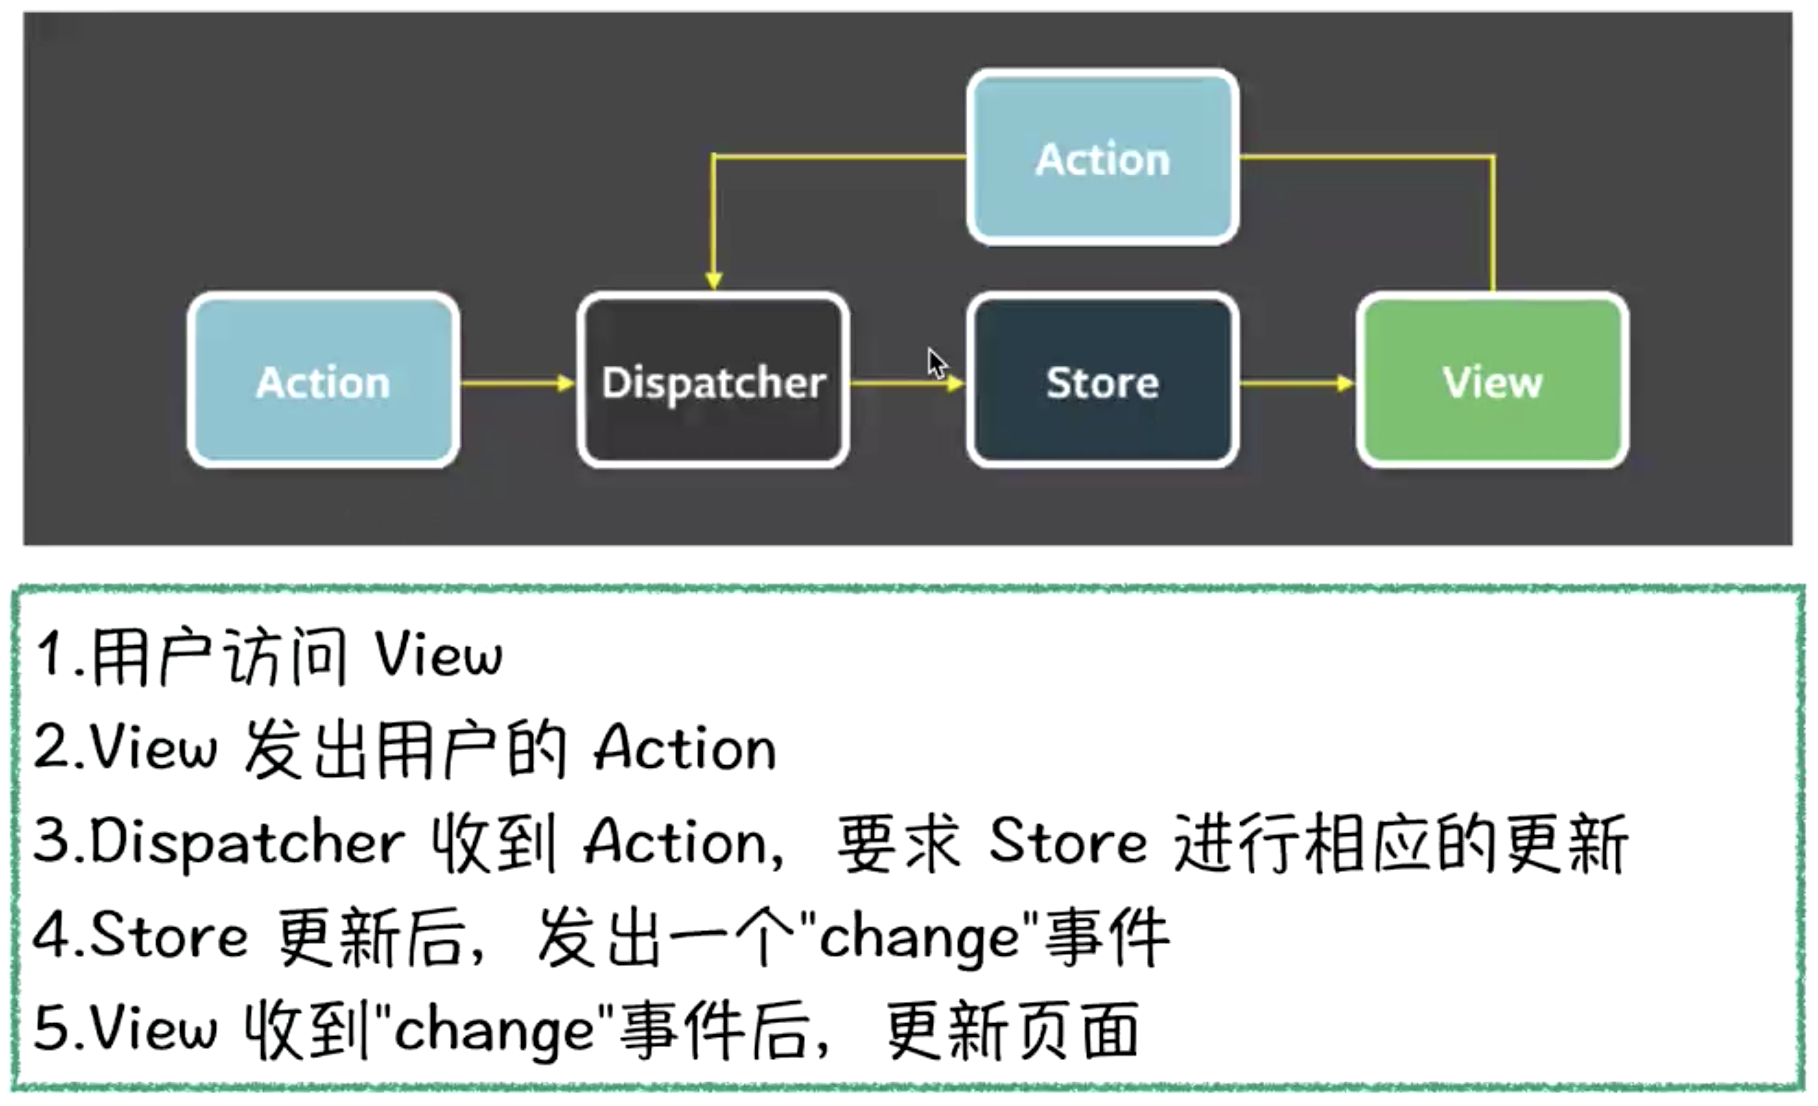 Action
Action
Dispatcher
Store
View
1.用户访问 View
2.View 发出用户的 Action
3.Dispatcher 收到 Action，要求 Store 进行相应的更新
4.Store 更新后，发出一个"change"事件
5.View 收到"change"事件后，更新页面